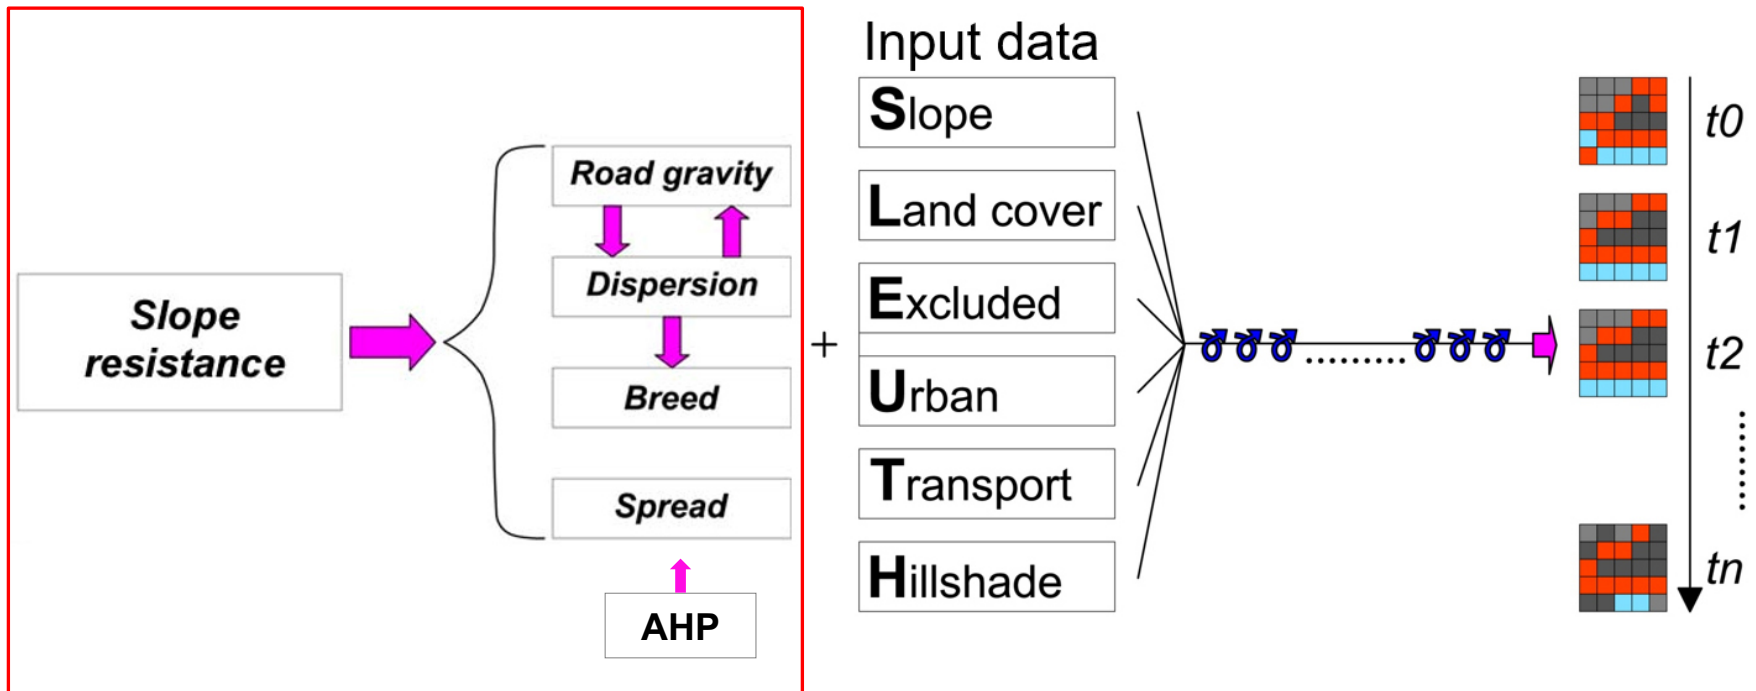 Slope
resistance
Road gravity
Dispersion
Breed
Spread
AHP
+
Input data
Slope
Land cover
Excluded
Urban
Transport
Hillshade
t0
t1
t2
tn